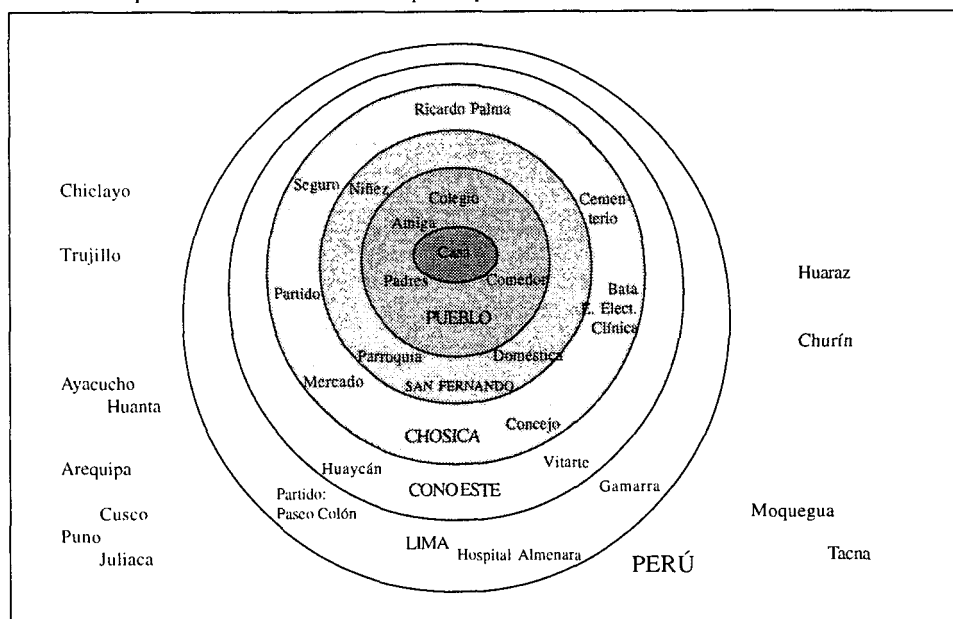 Ricardo Palma
Chiclayo
Seguro
Niñez
Colegio
Cemen-
terio
Amiga
Trujillo
Casa
Huaraz
Padres
Comedor
Partido
Bata
E. Elect.
Clínica
PUEBLO
Churín
Parroquia
Doméstica
Mercado
SAN FERNANDO
Ayacucho
Huanta
Concejo
CHOSICA
Arequipa
Huaycán
Vitarte
CONO ESTE
Gamarra
Partido:
Paseo Colón
Cusco
Moquegua
Puno
LIMA
Juliaca
Hospital Almenara
PERÚ
Tacna